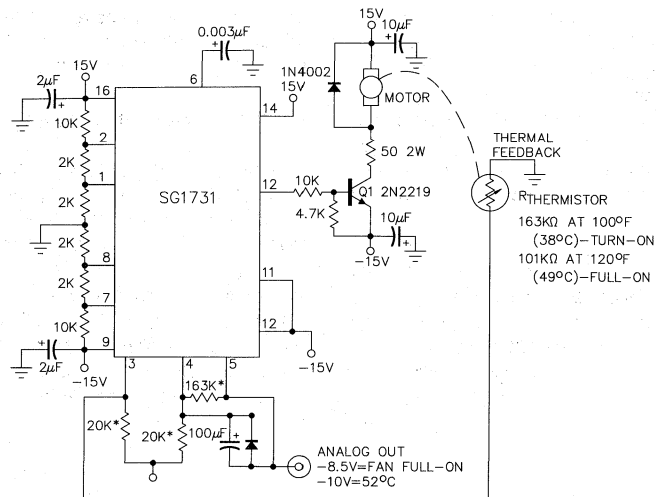 0.003µF
+
6
15V
2µF
+
16
10K
2
2K
1
2K
2K
8
2K
7
10K
9
2µF
+
-15V
SG1731
14
15V
12
11
12
-15V
3
4
5
15V
10µF
+
1N4002
MOTOR
50 2W
10K
Q1 2N2219
4.7K
10µF
+
-15V
THERMAL
FEEDBACK
RTHERMISTOR
163KΩ AT 100°F
(38°C)-TURN-ON
101KΩ AT 120°F
(49°C)-FULL-ON
163K*
20K*
20K*
100µF
+
ANALOG OUT
-8.5V=FAN FULL-ON
-10V=52°C